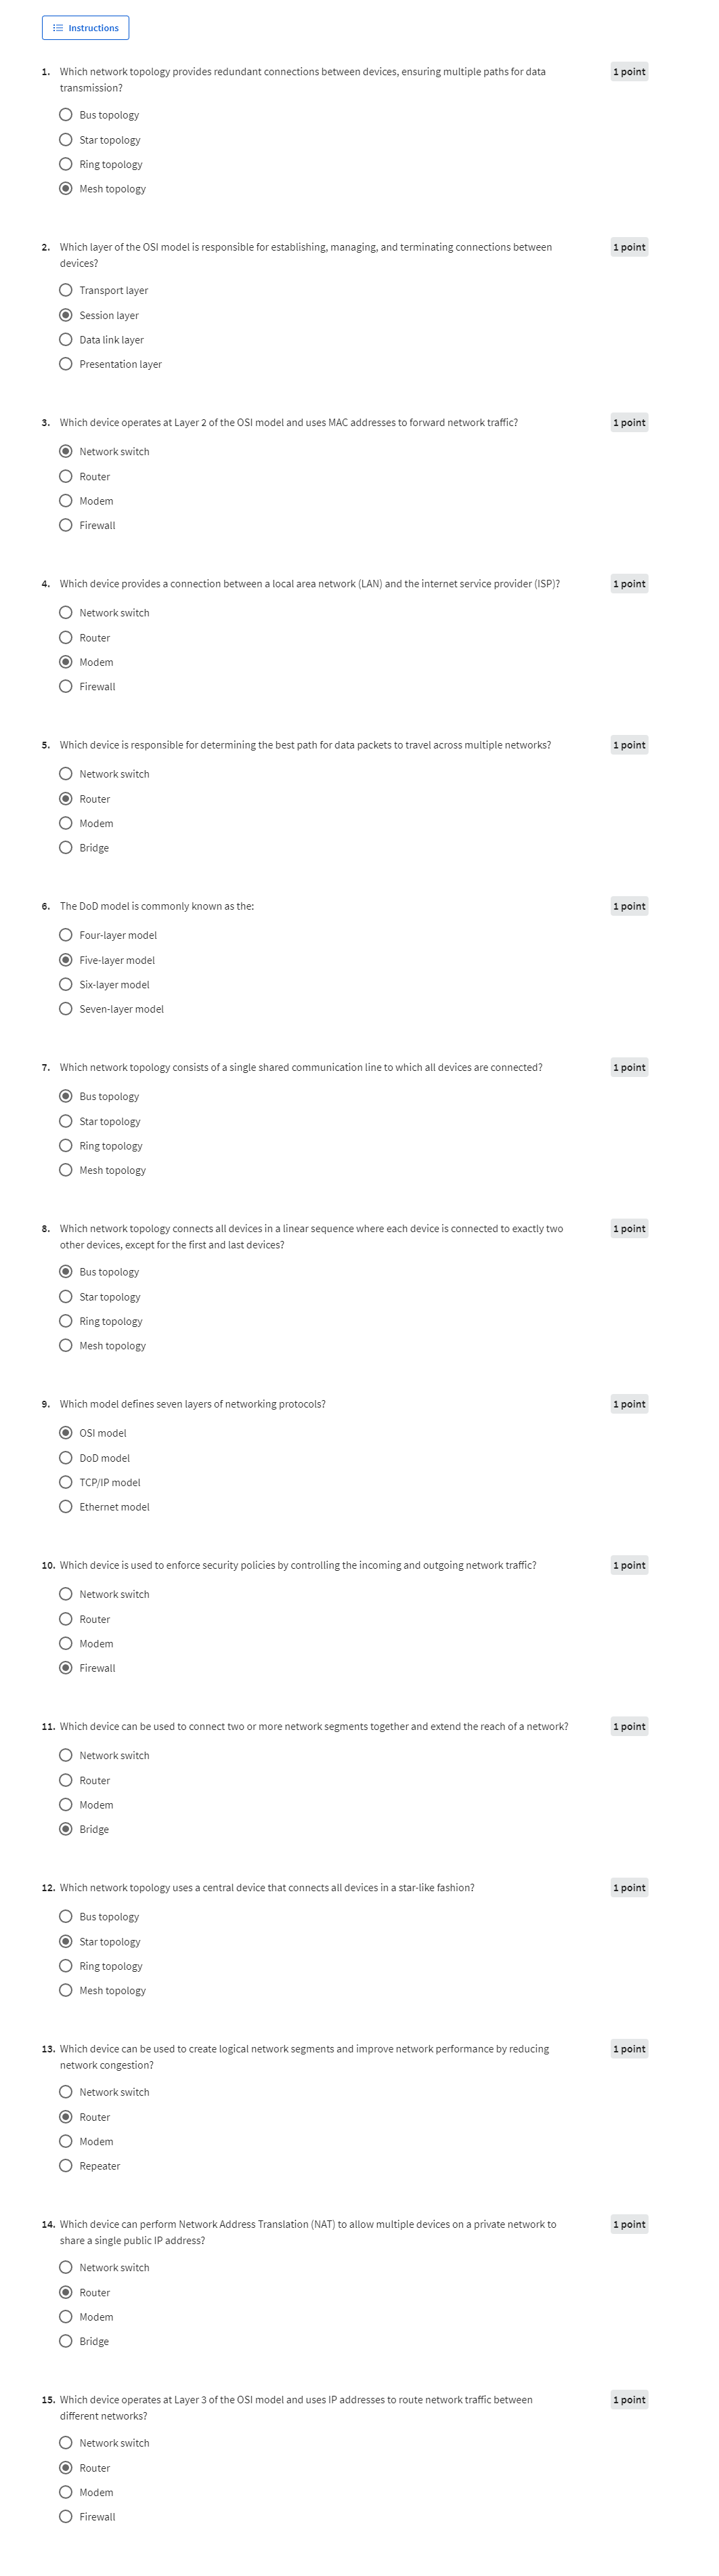 Instructions
1. Which network topology provides redundant connections between devices, ensuring multiple paths for data
transmission?
1 point
Bus topology
Star topology
Ring topology
Mesh topology
2. Which layer of the OSI model is responsible for establishing, managing, and terminating connections between
devices?
1 point
Transport layer
Session layer
Data link layer
Presentation layer
3. Which device operates at Layer 2 of the OSI model and uses MAC addresses to forward network traffic?
1 point
Network switch
Router
Modem
Firewall
4. Which device provides a connection between a local area network (LAN) and the internet service provider (ISP)?
1 point
Network switch
Router
Modem
Firewall
5. Which device is responsible for determining the best path for data packets to travel across multiple networks?
1 point
Network switch
Router
Modem
Bridge
6. The DoD model is commonly known as the:
1 point
Four-layer model
Five-layer model
Six-layer model
Seven-layer model
7. Which network topology consists of a single shared communication line to which all devices are connected?
1 point
Bus topology
Star topology
Ring topology
Mesh topology
8. Which network topology connects all devices in a linear sequence where each device is connected to exactly two
other devices, except for the first and last devices?
1 point
Bus topology
Star topology
Ring topology
Mesh topology
9. Which model defines seven layers of networking protocols?
1 point
OSI model
DoD model
TCP/IP model
Ethernet model
10. Which device is used to enforce security policies by controlling the incoming and outgoing network traffic?
1 point
Network switch
Router
Modem
Firewall
11. Which device can be used to connect two or more network segments together and extend the reach of a network?
1 point
Network switch
Router
Modem
Bridge
12. Which network topology uses a central device that connects all devices in a star-like fashion?
1 point
Bus topology
Star topology
Ring topology
Mesh topology
13. Which device can be used to create logical network segments and improve network performance by reducing
network congestion?
1 point
Network switch
Router
Modem
Repeater
14. Which device can perform Network Address Translation (NAT) to allow multiple devices on a private network to
share a single public IP address?
1 point
Network switch
Router
Modem
Bridge
15. Which device operates at Layer 3 of the OSI model and uses IP addresses to route network traffic between
different networks?
1 point
Network switch
Router
Modem
Firewall